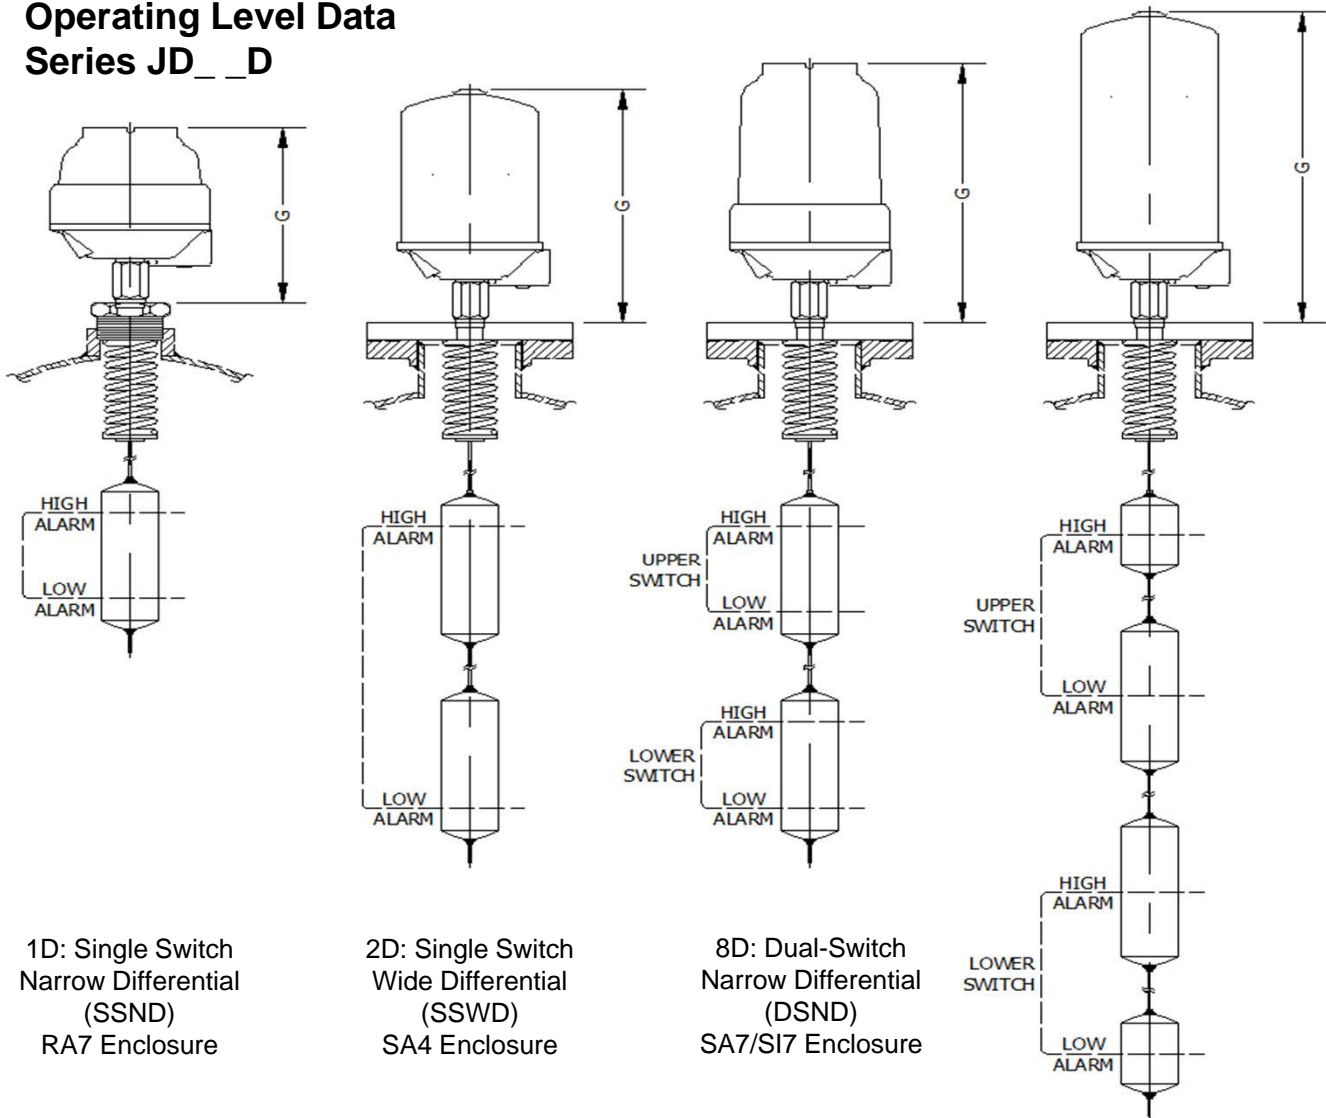 Operating Level Data
Series JD_ _D
G
G
G
G
HIGH
ALARM
LOW
ALARM
HIGH
ALARM
LOW
ALARM
UPPER
SWITCH
HIGH
ALARM
LOW
ALARM
LOWER
SWITCH
HIGH
ALARM
LOW
ALARM
UPPER
SWITCH
HIGH
ALARM
LOW
ALARM
LOWER
SWITCH
HIGH
ALARM
LOW
ALARM
1D: Single Switch
Narrow Differential
(SSND)
RA7 Enclosure
2D: Single Switch
Wide Differential
(SSWD)
SA4 Enclosure
8D: Dual-Switch
Narrow Differential
(DSND)
SA7/SI7 Enclosure